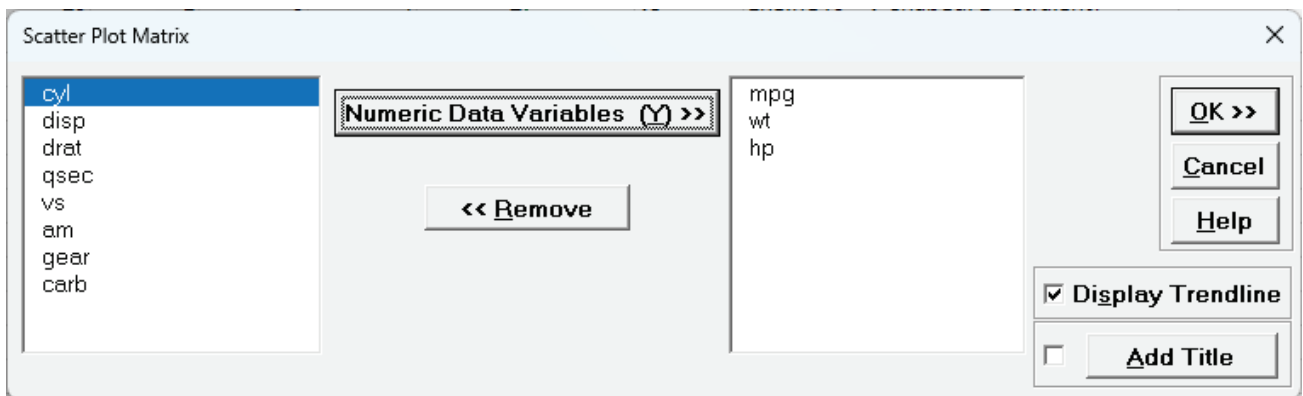 Scatter Plot Matrix
cyl
disp
drat
qsec
vs
am
gear
carb
Numeric Data Variables (Y) >>
<< Remove
mpg
wt
hp
OK >>
Cancel
Help
Display Trendline
Add Title